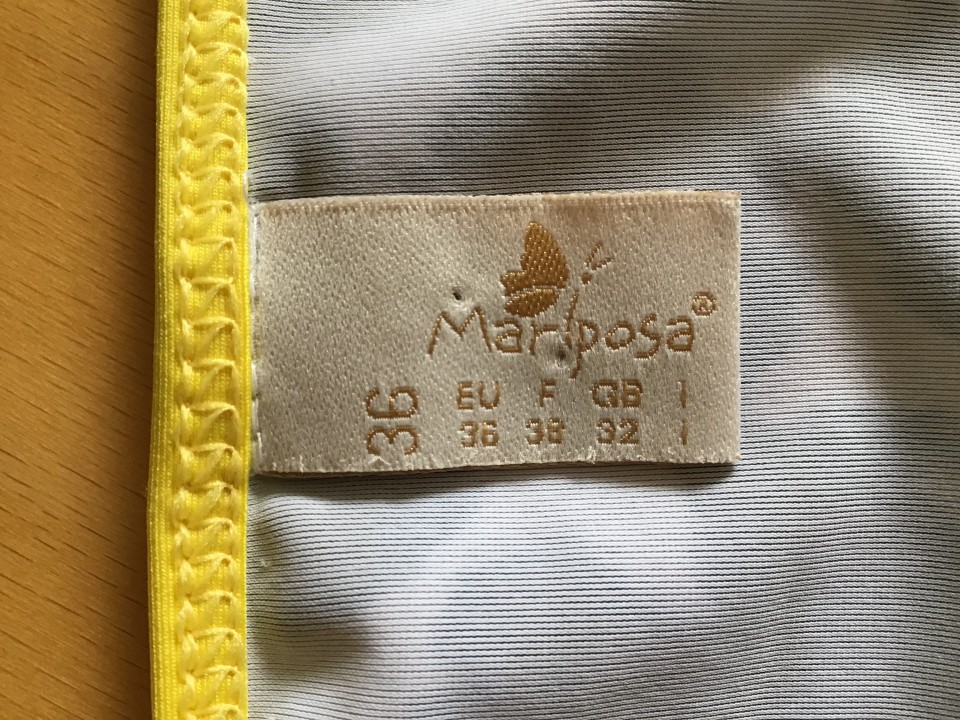 Mariposa®
36
EU F GB I
36 38 32 I